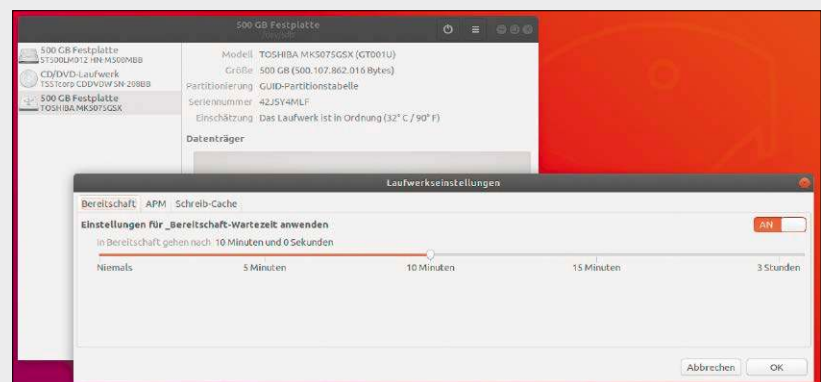 500 GB Festplatte
/dev/sdb
500 GB Festplatte
ST500LM012 HN-M500MBB
CD/DVD-Laufwerk
TSSTcorp CDDVDW SN-208BB
500 GB Festplatte
TOSHIBA MK5075GSX
Modell TOSHIBA MK5075GSX (GT001U)
Größe 500 GB (500.107.862.016 Bytes)
Partitionierung GUID-Partitionstabelle
Seriennummer 42JSY4MLF
Einschätzung Das Laufwerk ist in Ordnung (32° C / 90° F)
Datenträger
Laufwerkseinstellungen
Bereitschaft APM Schreib-Cache
Einstellungen für _Bereitschaft-Wartezeit anwenden AN
In Bereitschaft gehen nach 10 Minuten und 0 Sekunden
Niemals 5 Minuten 10 Minuten 15 Minuten 3 Stunden
Abbrechen OK